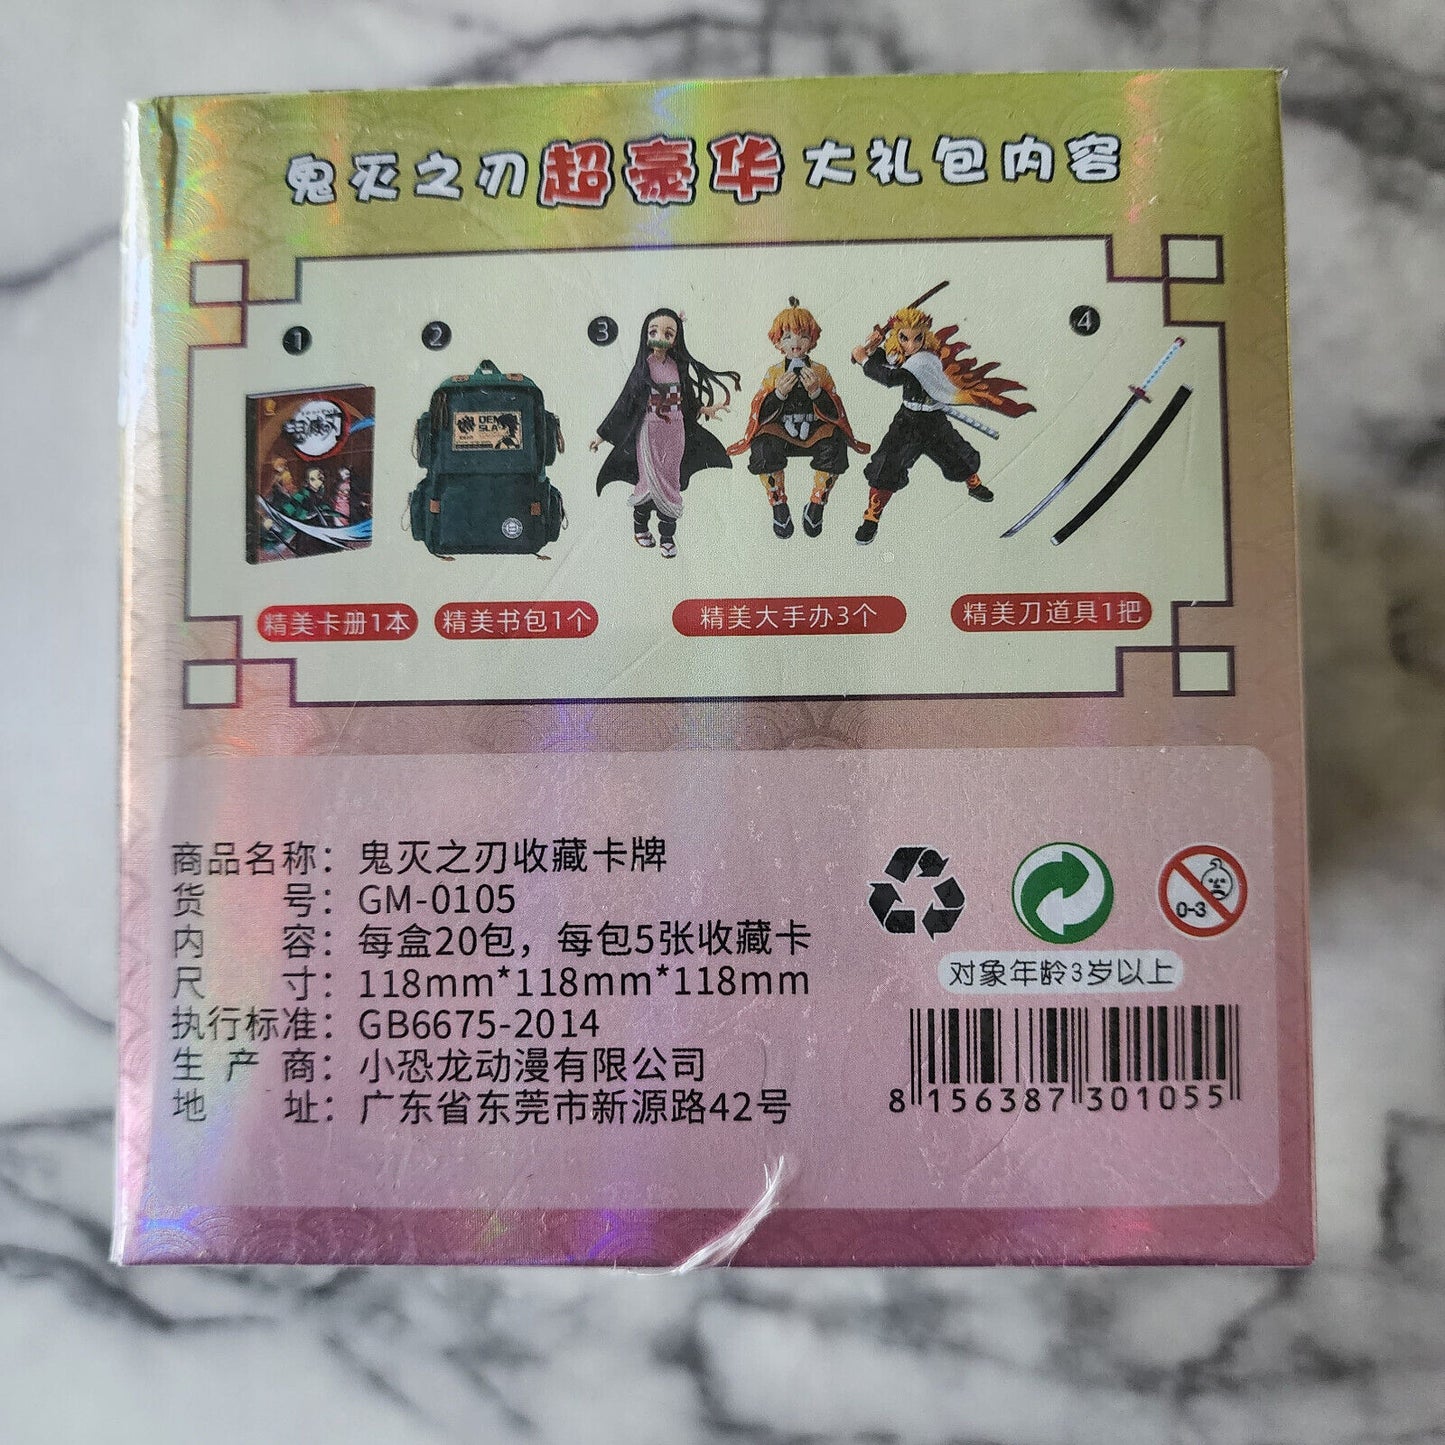 鬼灭之刃超豪华大礼包内容
1 2 3 4
鬼滅刃
DEM
SLA
精美卡册1本 精美书包1个 精美大手办3个 精美刀道具1把
商品名称：鬼灭之刃收藏卡牌
货号：GM-0105
内容：每盒20包，每包5张收藏卡
尺寸：118mm*118mm*118mm
执行标准：GB6675-2014
生产商：小恐龙动漫有限公司
地址：广东省东莞市新源路42号
0-3
对象年龄3岁以上
8 156387 301055